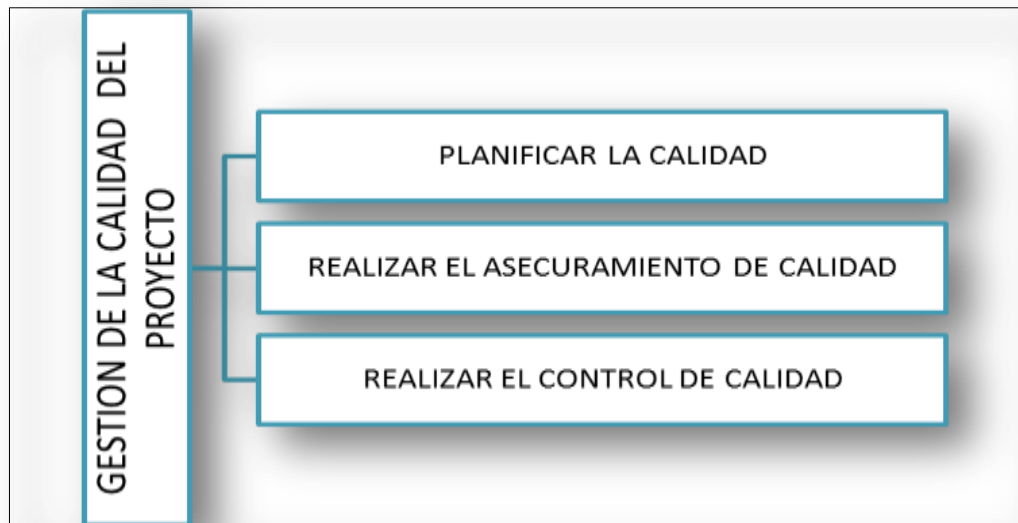 GESTION DE LA CALIDAD DEL
PROYECTO
PLANIFICAR LA CALIDAD
REALIZAR EL ASECURAMIENTO DE CALIDAD
REALIZAR EL CONTROL DE CALIDAD